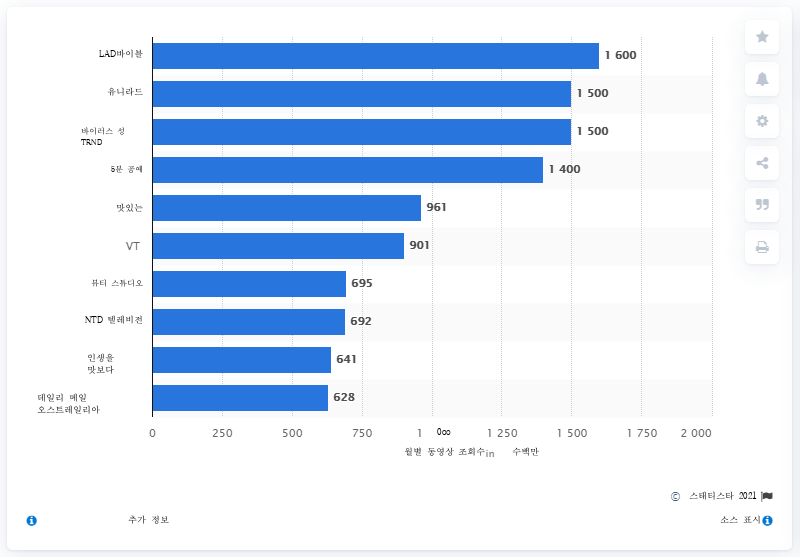 LAD바이블
1 600
유니라드
1 500
바이러스 성
TRND
1 500
5분 공예
1 400
맛있는
961
VT
901
뷰티 스튜디오
695
NTD 텔레비전
692
인생을
맛보다
641
데일리 메일
오스트레일리아
628
0 250 500 750 1 0∞ 1 250 1 500 1 750 2 000
월별 동영상 조회수in 수백만
© 스태티스타 2021
추가 정보 소스 표시